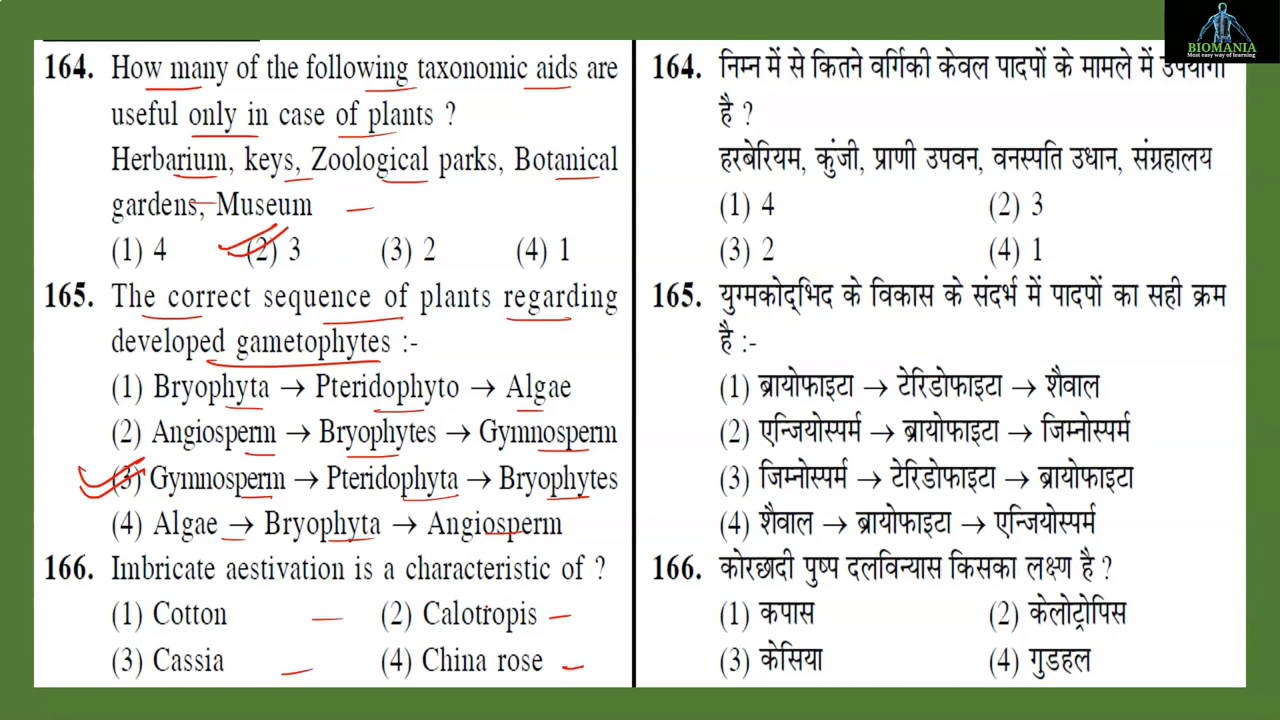 BIOMANIA
Most easy way of learning
164. How many of the following taxonomic aids are
useful only in case of plants ?
Herbarium, keys, Zoological parks, Botanical
gardens, Museum
(1) 4 (2) 3 (3) 2 (4) 1
165. The correct sequence of plants regarding
developed gametophytes :-
(1) Bryophyta → Pteridophyto → Algae
(2) Angiosperm → Bryophytes → Gymnosperm
(3) Gymnosperm → Pteridophyta → Bryophytes
(4) Algae → Bryophyta → Angiosperm
166. Imbricate aestivation is a characteristic of ?
(1) Cotton (2) Calotropis
(3) Cassia (4) China rose
164. निम्न में से कितने वर्गिकी केवल पादपों के मामले में उपयोगी
है ?
हरबेरियम, कुंजी, प्राणी उपवन, वनस्पति उधान, संग्रहालय
(1) 4 (2) 3
(3) 2 (4) 1
165. युग्मकोद्भिद के विकास के संदर्भ में पादपों का सही क्रम
है :-
(1) ब्रायोफाइटा → टेरिडोफाइटा → शैवाल
(2) एन्जियोस्पर्म → ब्रायोफाइटा → जिम्नोस्पर्म
(3) जिम्नोस्पर्म → टेरिडोफाइटा → ब्रायोफाइटा
(4) शैवाल → ब्रायोफाइटा → एन्जियोस्पर्म
166. कोरछादी पुष्प दलविन्यास किसका लक्ष्ण है ?
(1) कपास (2) केलोट्रोपिस
(3) केसिया (4) गुडहल